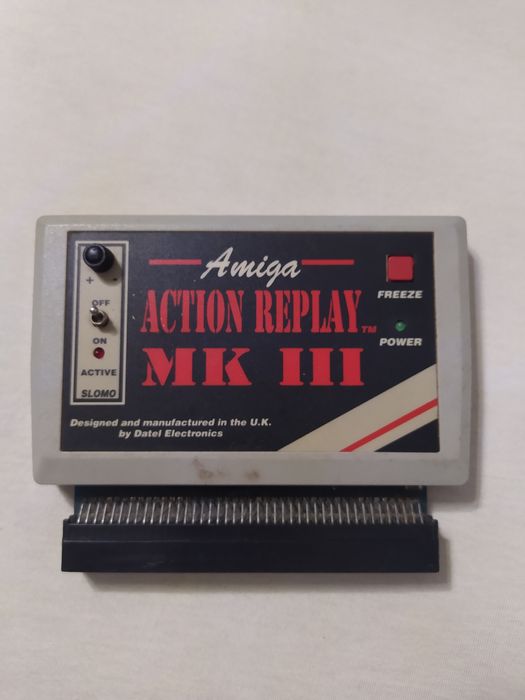 Amiga
ACTION REPLAY™
MK III
+ -
OFF
ON
ACTIVE
SLOMO
FREEZE
POWER
Designed and manufactured in the U.K.
by Datel Electronics